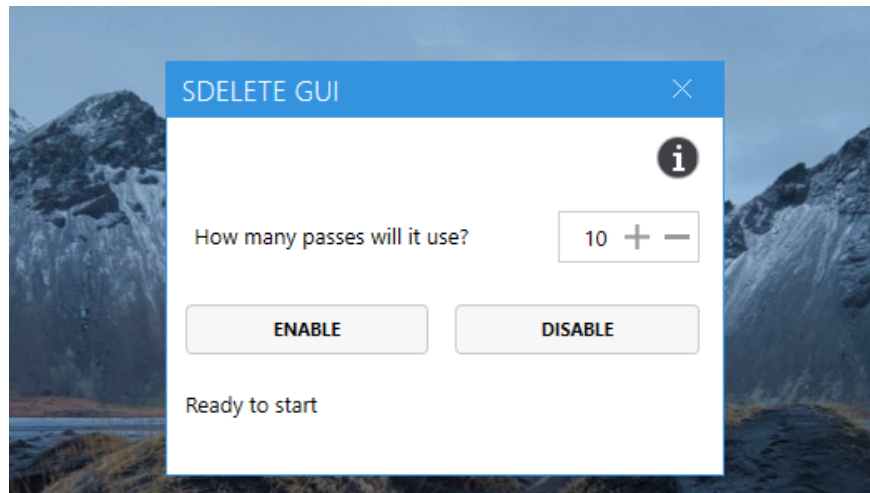 SDELETE GUI
How many passes will it use?
10
ENABLE
DISABLE
Ready to start